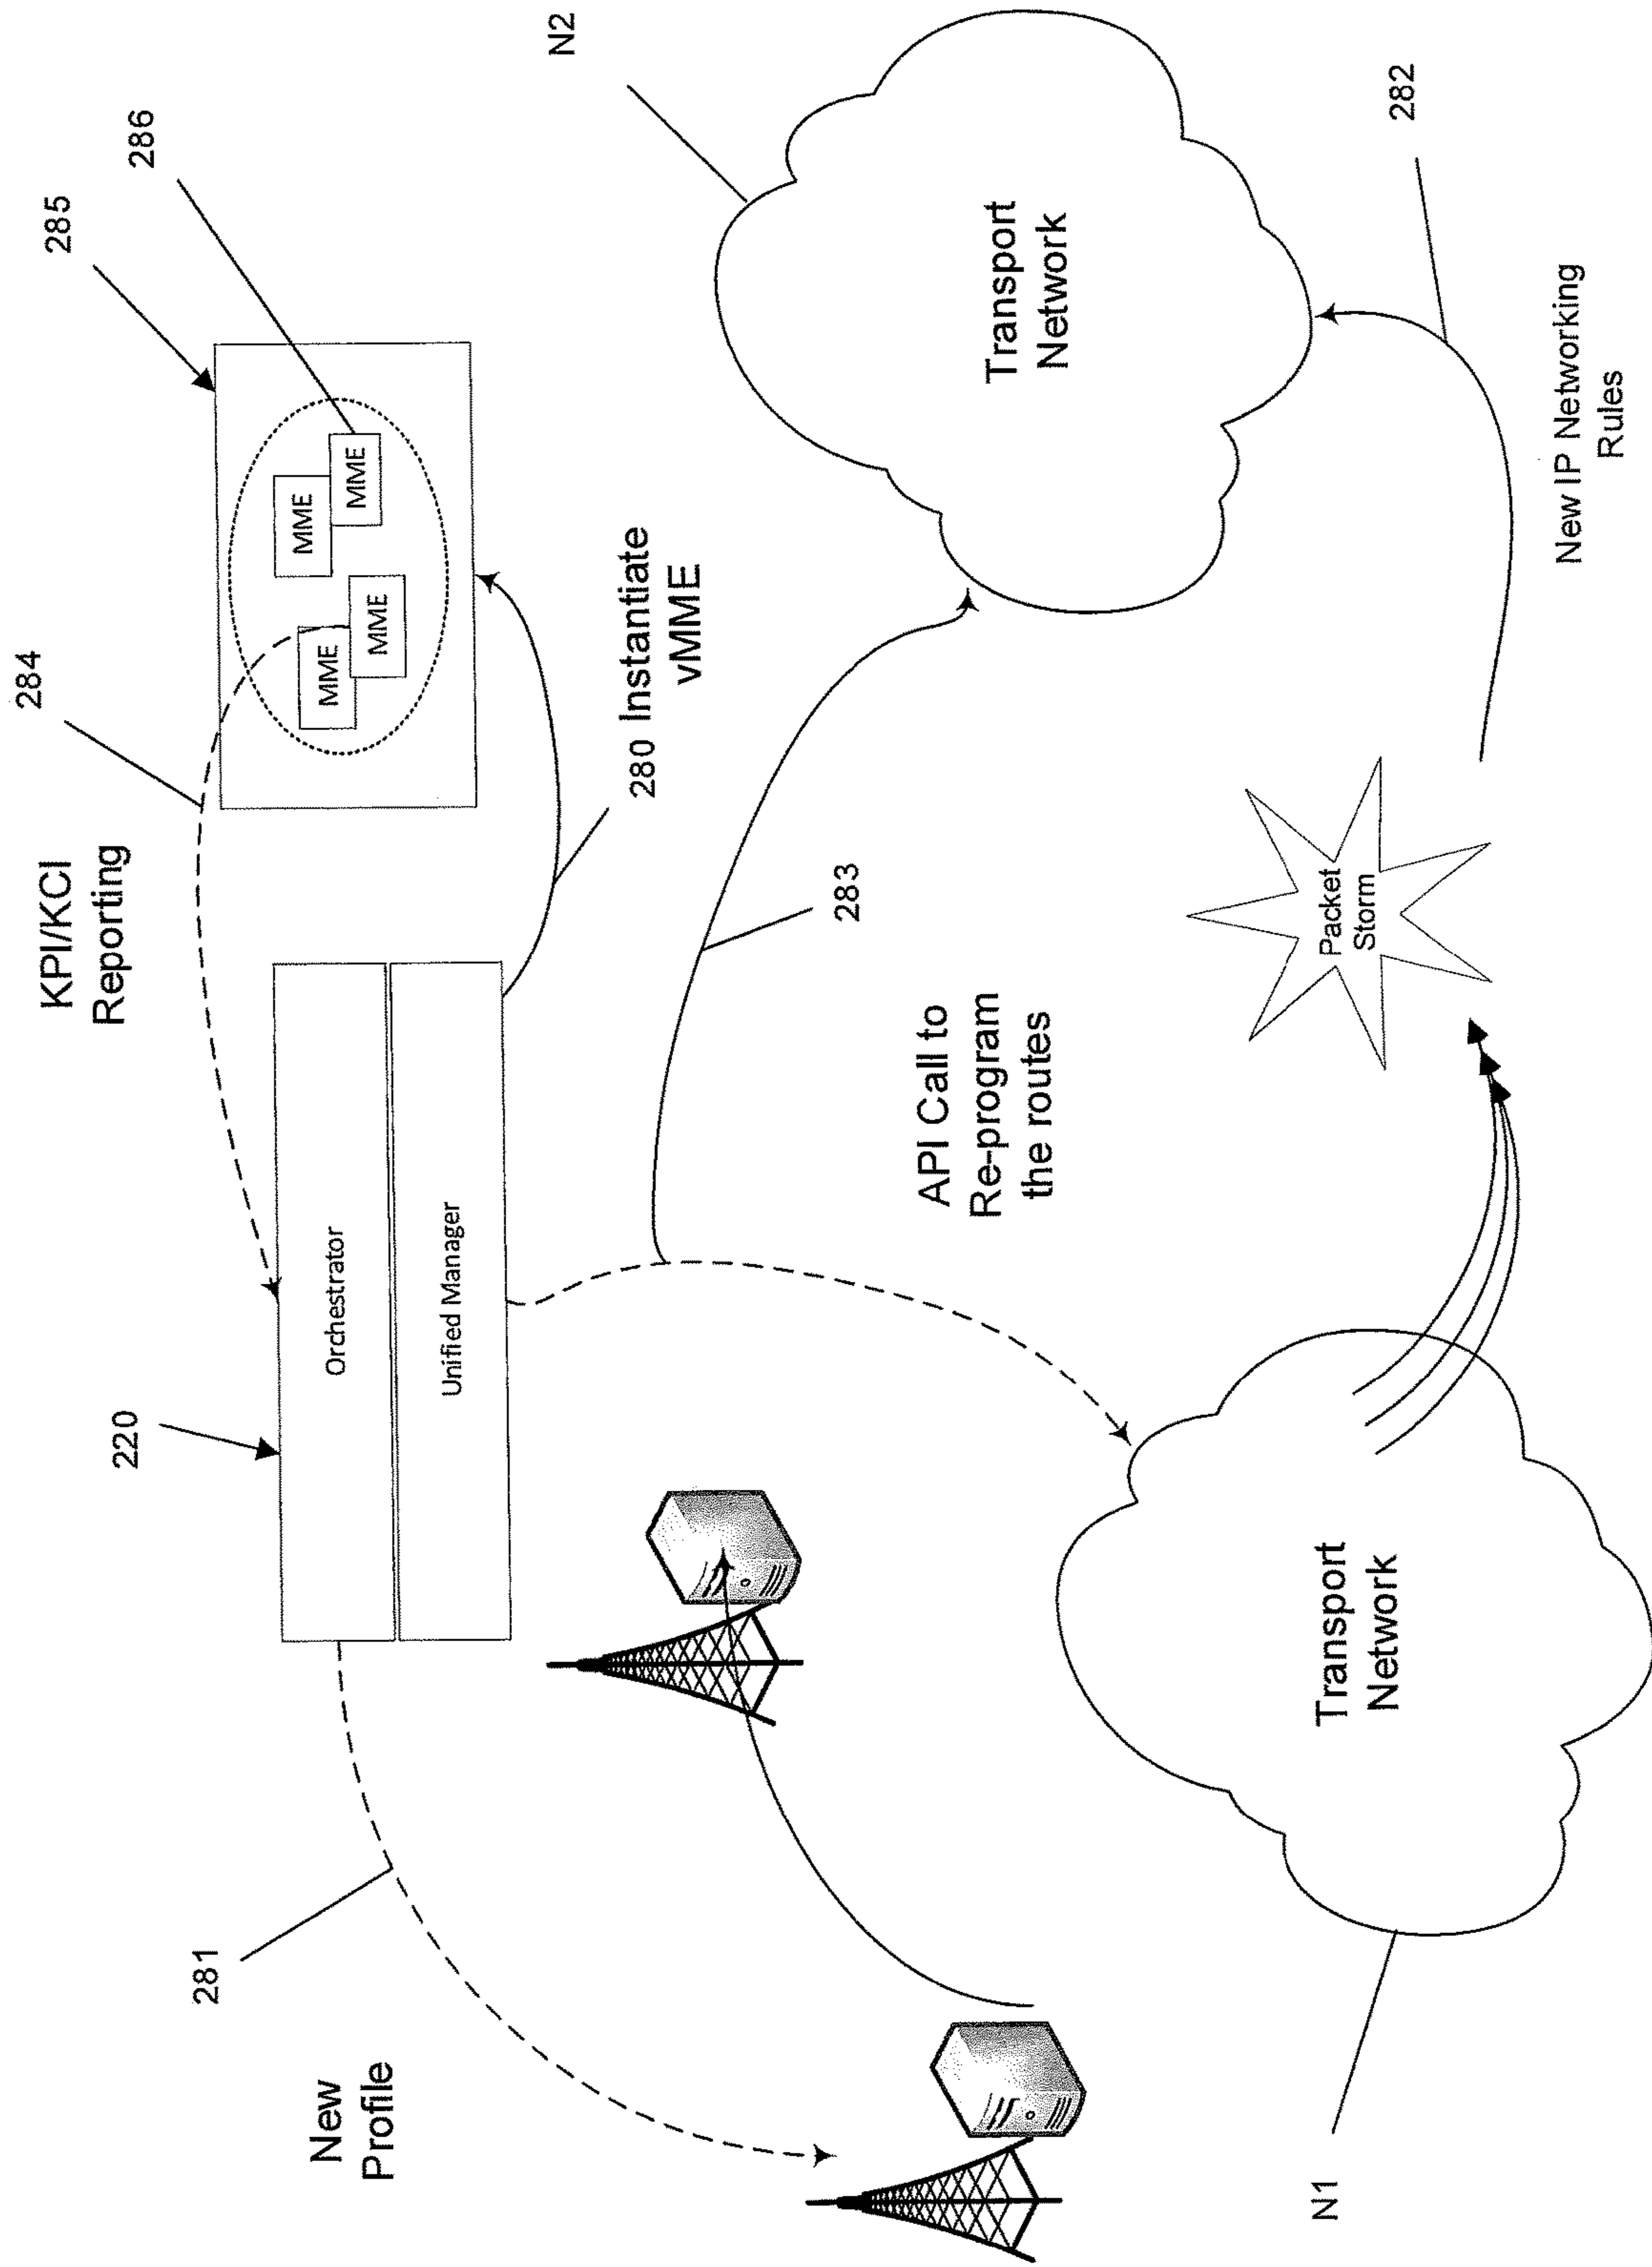 284
285
286
KPI/KCI
Reporting
220
281
New
Profile
Orchestrator
Unified Manager
MME
MME
MME
MME
280 Instantiate
vMME
N2
283
API Call to
Re-program
the routes
Transport
Network
Transport
Network
Packet
Storm
282
New IP Networking
Rules
N1